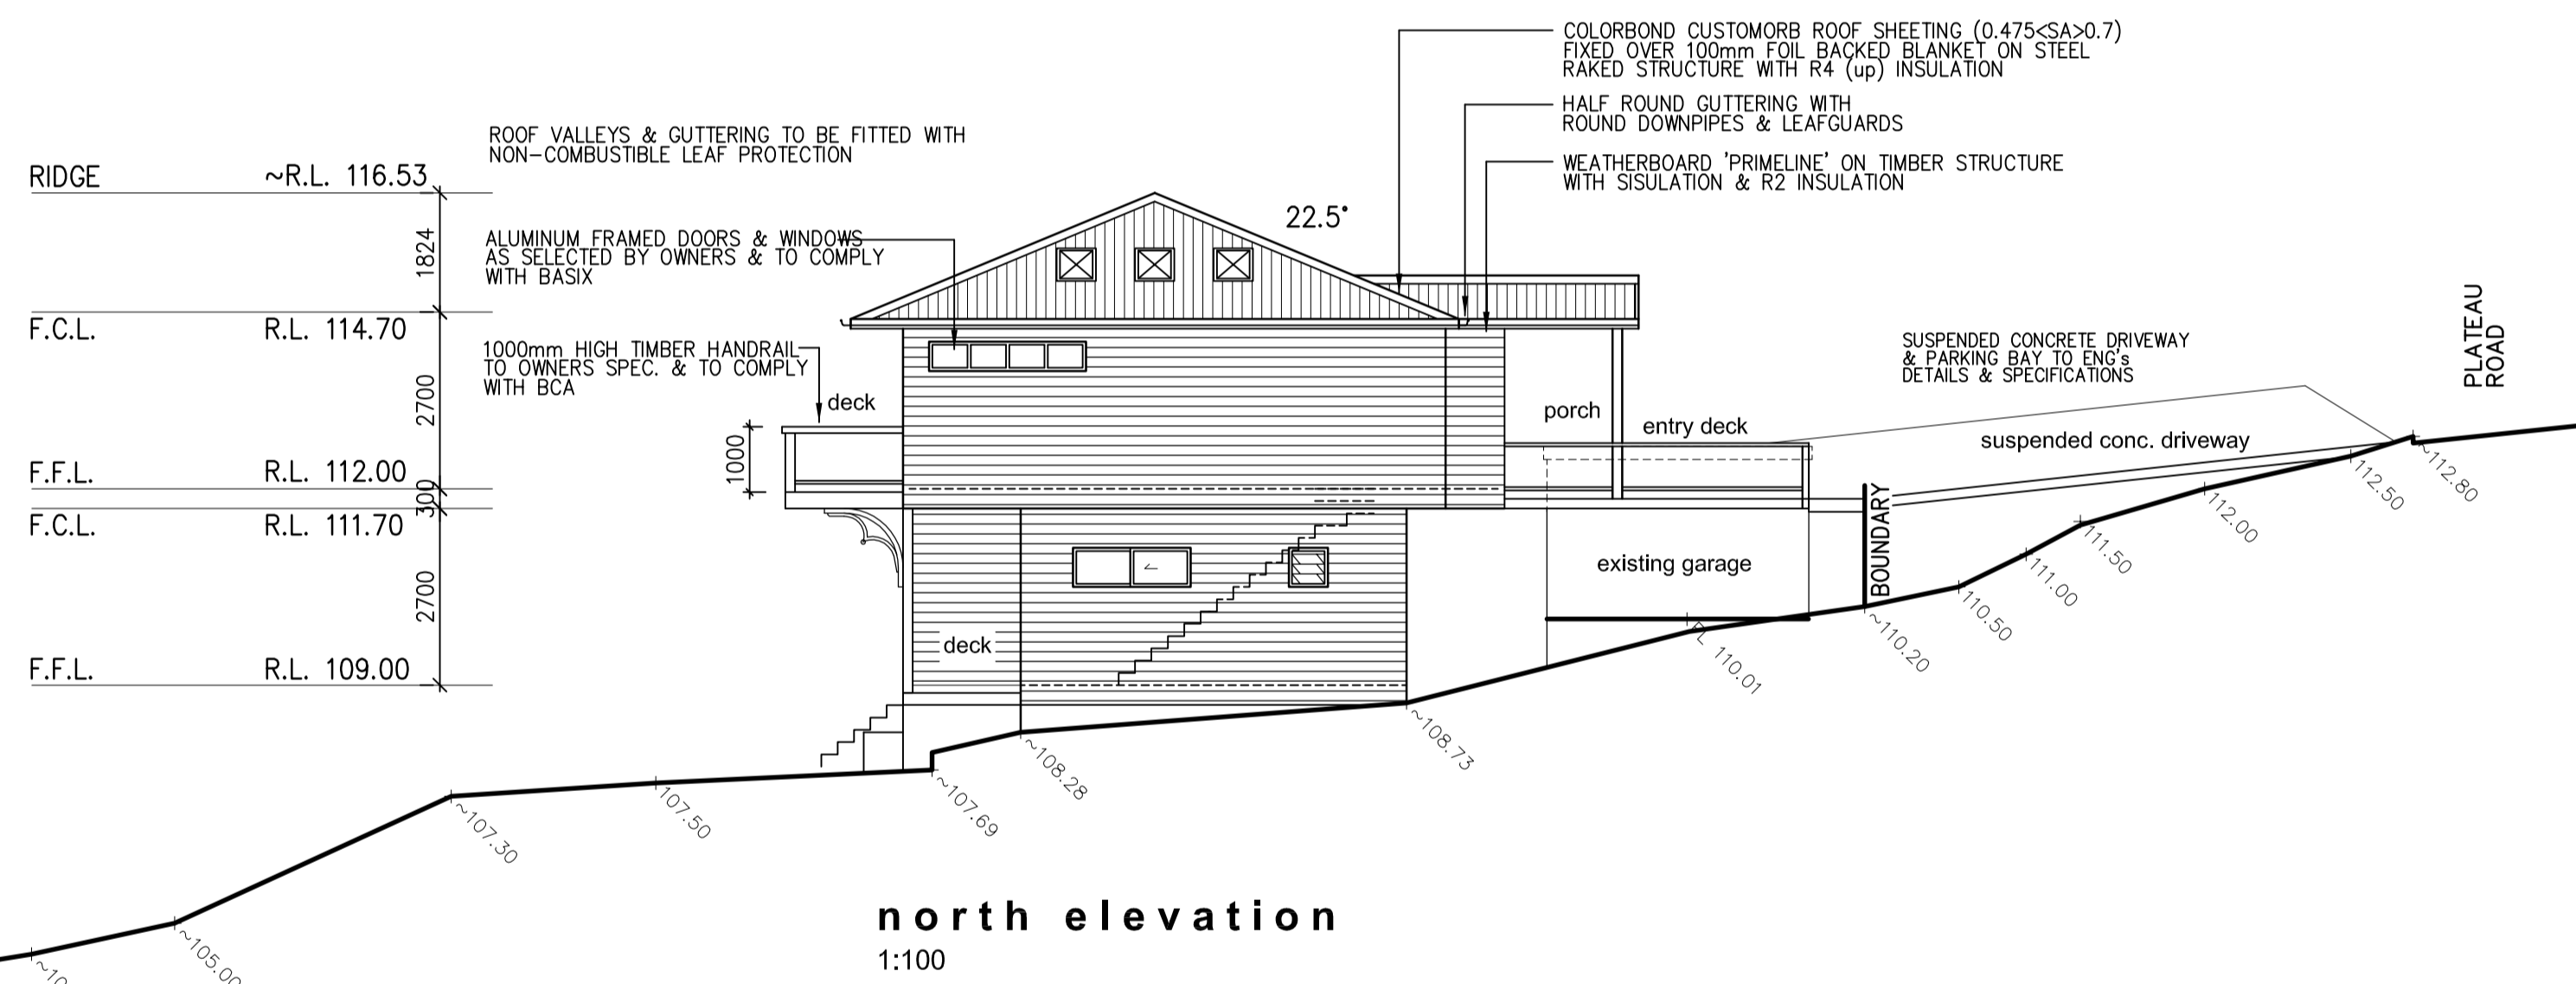 COLORBOND CUSTOMORB ROOF SHEETING (0.475<SA>0.7)
FIXED OVER 100mm FOIL BACKED BLANKET ON STEEL
RAKED STRUCTURE WITH R4 (up) INSULATION
HALF ROUND GUTTERING WITH
ROUND DOWNPIPES & LEAFGUARDS
WEATHERBOARD 'PRIMELINE' ON TIMBER STRUCTURE
WITH SISULATION & R2 INSULATION
ROOF VALLEYS & GUTTERING TO BE FITTED WITH
NON-COMBUSTIBLE LEAF PROTECTION
RIDGE ~R.L. 116.53
22.5°
1824
ALUMINUM FRAMED DOORS & WINDOWS
AS SELECTED BY OWNERS & TO COMPLY
WITH BASIX
F.C.L. R.L. 114.70
1000mm HIGH TIMBER HANDRAIL
TO OWNERS SPEC. & TO COMPLY
WITH BCA
SUSPENDED CONCRETE DRIVEWAY
& PARKING BAY TO ENG's
DETAILS & SPECIFICATIONS
PLATEAU
ROAD
2700
deck
porch
entry deck
suspended conc. driveway
1000
F.F.L. R.L. 112.00
300
F.C.L. R.L. 111.70
BOUNDARY
existing garage
2700
deck
F.F.L. R.L. 109.00
~112.80
112.50
112.00
111.50
111.00
110.50
~110.20
FL 110.01
~108.73
~108.28
~107.69
107.50
~107.30
~105.00
~10
north elevation
1:100